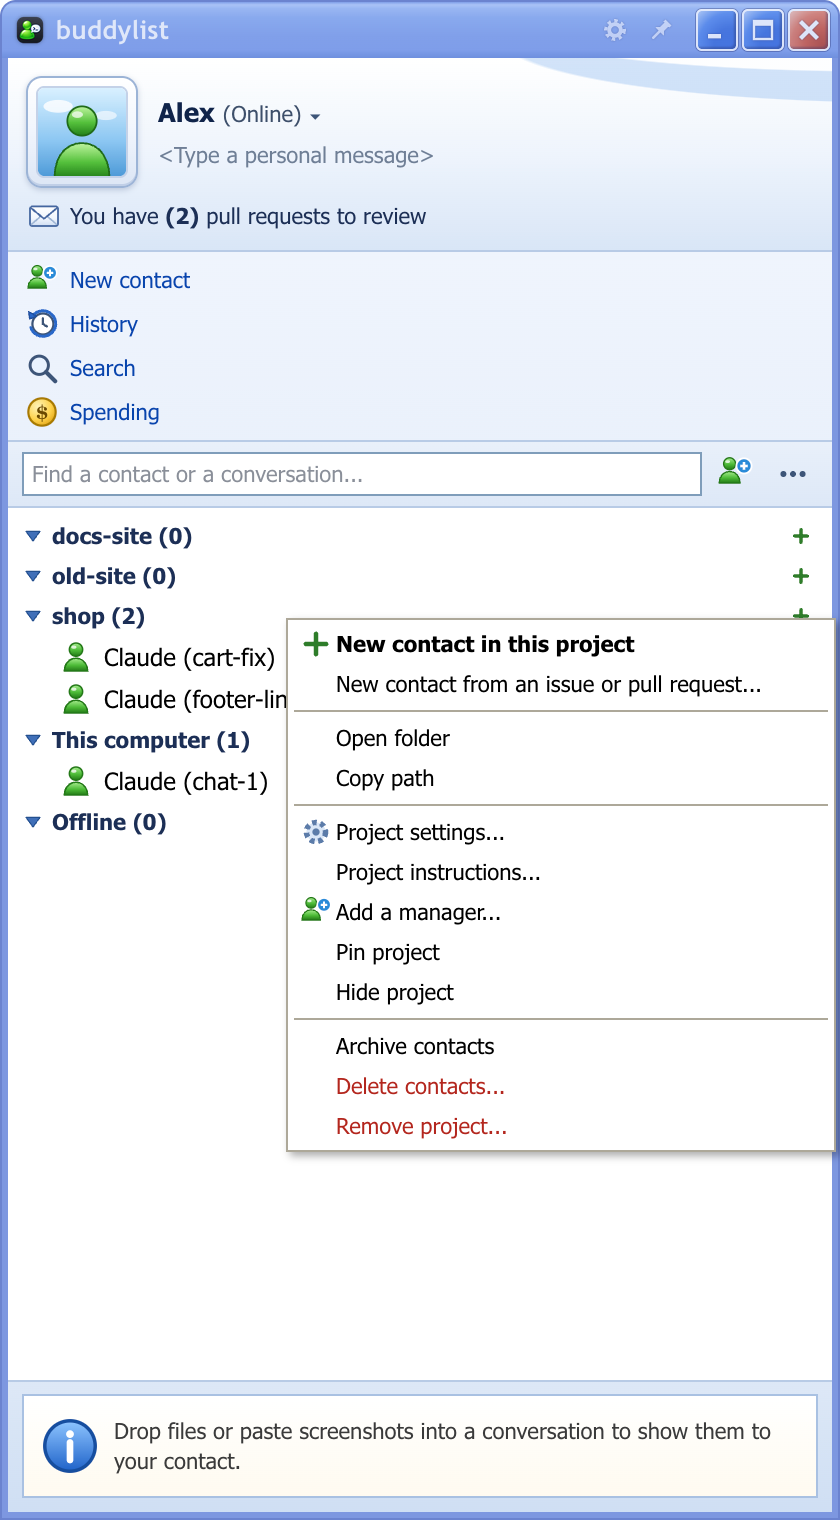 buddylist
Alex (Online)
<Type a personal message>
You have (2) pull requests to review
New contact
History
Search
$
Spending
Find a contact or a conversation...
docs-site (0)
old-site (0)
shop (2)
Claude (cart-fix)
Claude (footer-lin
This computer (1)
Claude (chat-1)
Offline (0)
New contact in this project
New contact from an issue or pull request...
Open folder
Copy path
Project settings...
Project instructions...
Add a manager...
Pin project
Hide project
Archive contacts
Delete contacts...
Remove project...
Drop files or paste screenshots into a conversation to show them to
your contact.